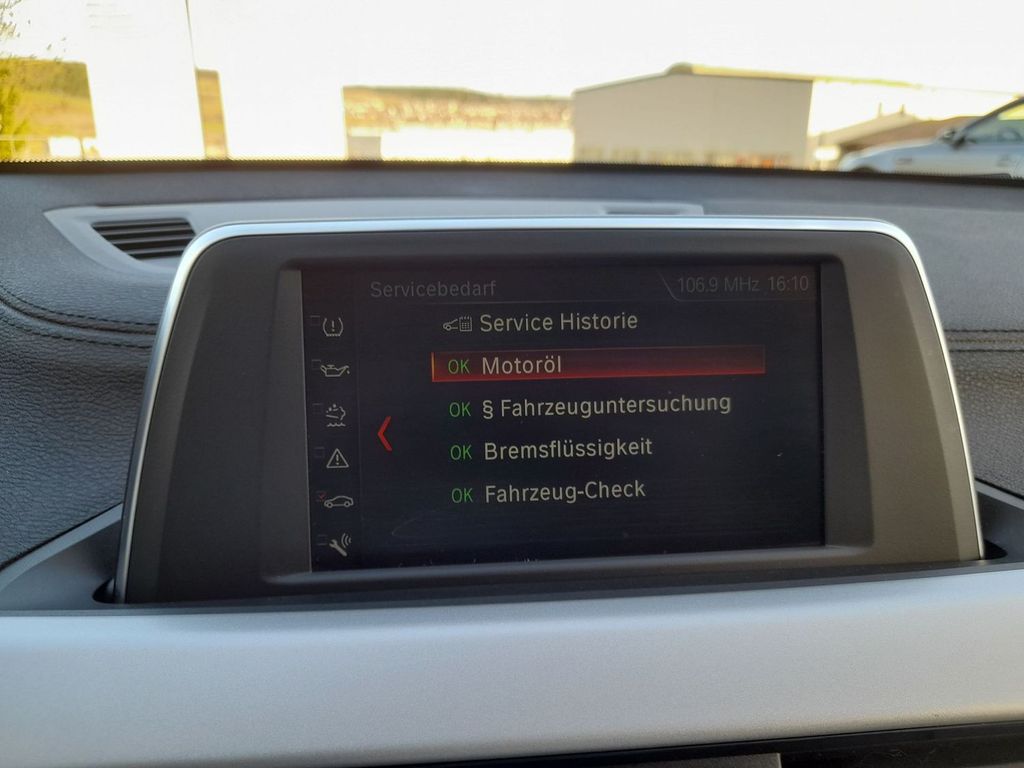 Servicebedarf 106.9 MHz 16:10
Service Historie
OK Motoröl
OK § Fahrzeuguntersuchung
OK Bremsflüssigkeit
OK Fahrzeug-Check